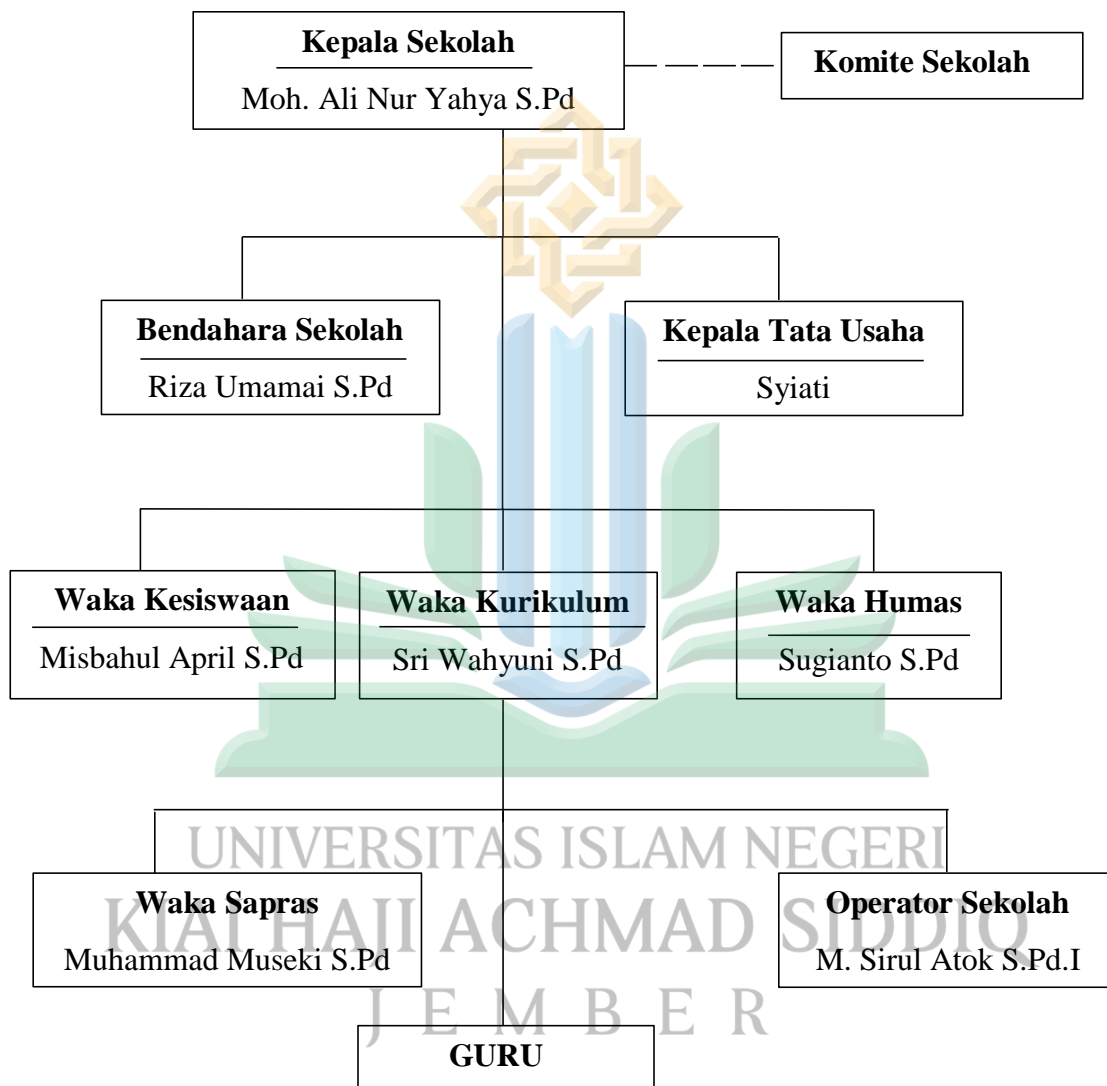 Kepala Sekolah
Moh. Ali Nur Yahya S.Pd
Komite Sekolah
Bendahara Sekolah
Riza Umamai S.Pd
Kepala Tata Usaha
Syiati
Waka Kesiswaan
Misbahul April S.Pd
Waka Kurikulum
Sri Wahyuni S.Pd
Waka Humas
Sugianto S.Pd
UNIVERSITAS ISLAM NEGERI
Waka Sapras
Muhammad Museki S.Pd
Operator Sekolah
M. Sirul Atok S.Pd.I
KIAI HAJI ACHMAD SIDDIQ
JEMBER
GURU